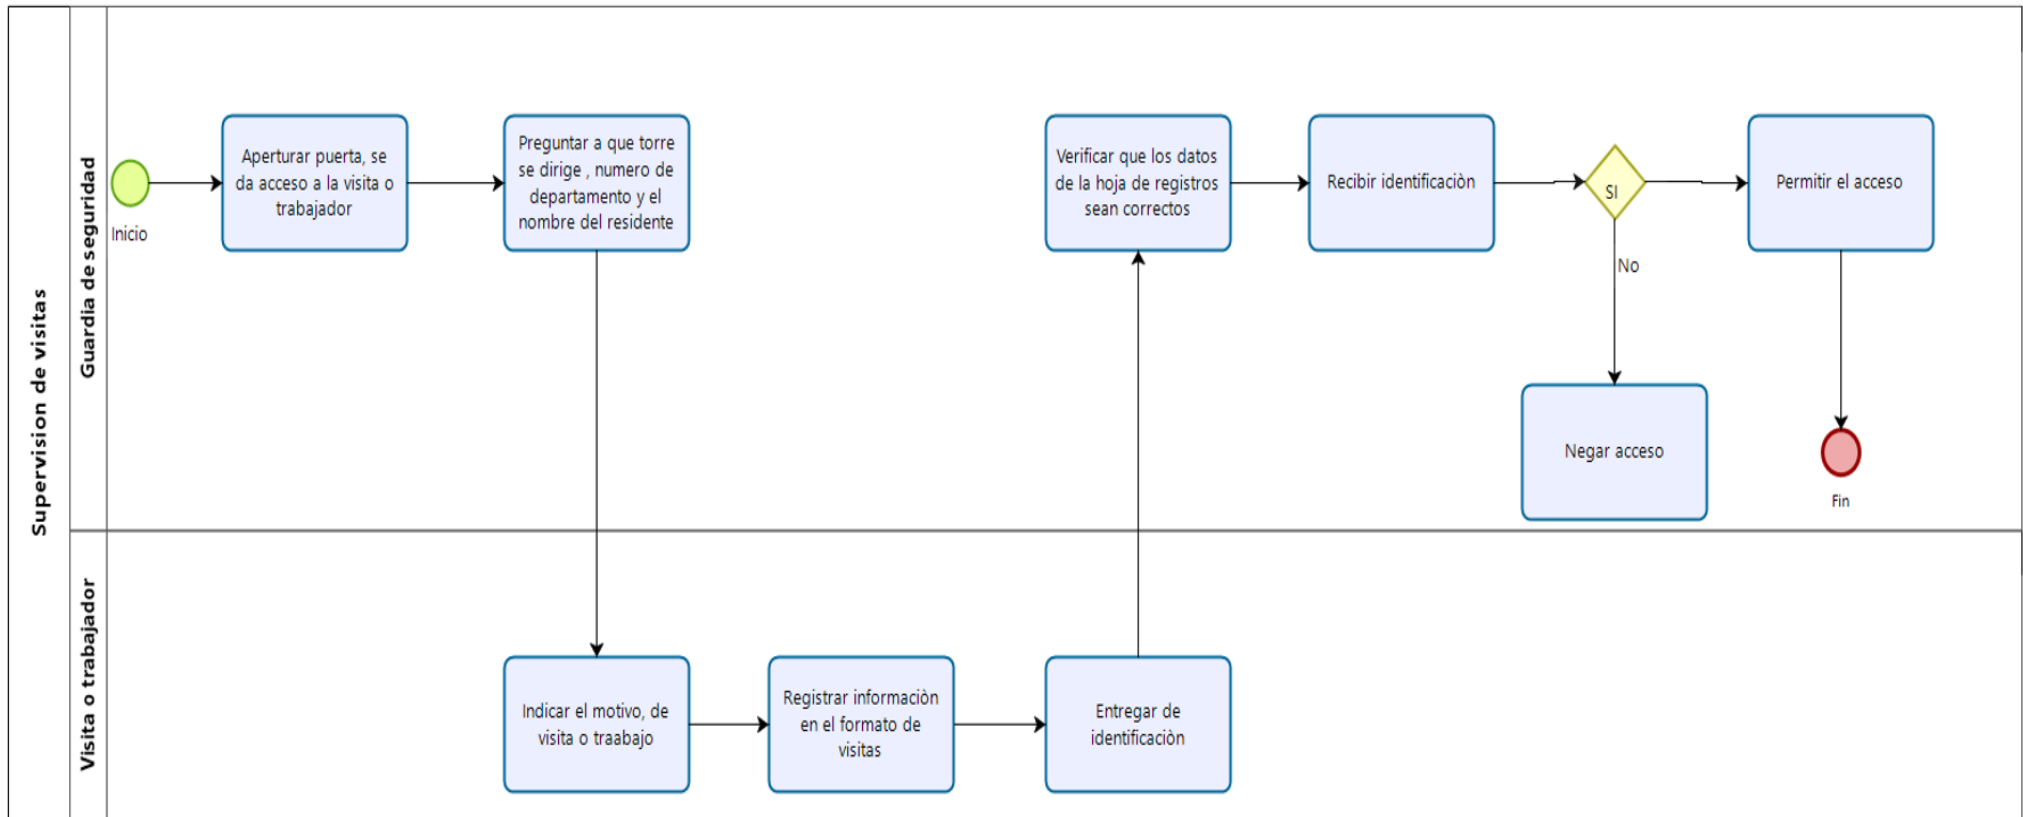 Supervision de visitas
Guardia de seguridad
Inicio
Aperturar puerta, se
da acceso a la visita o
trabajador
Preguntar a que torre
se dirige , numero de
departamento y el
nombre del residente
Verificar que los datos
de la hoja de registros
sean correctos
Recibir identificaciòn
SI
No
Permitir el acceso
Negar acceso
Fin
Visita o trabajador
Indicar el motivo, de
visita o traabajo
Registrar informaciòn
en el formato de
visitas
Entregar de
identificaciòn